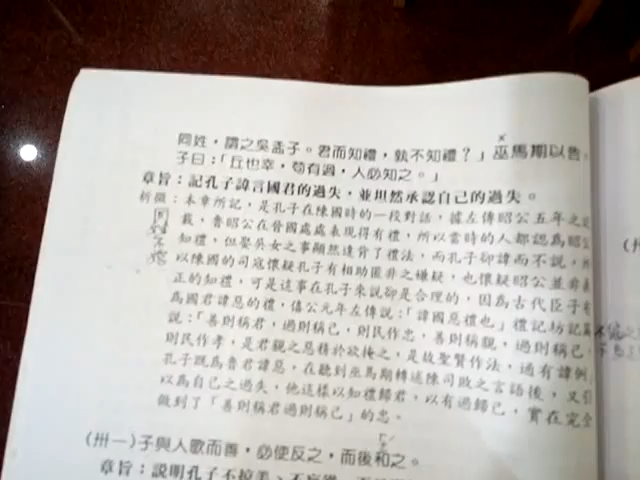 同姓，謂之吳孟子。君而知禮，孰不知禮？」巫馬期以告。
子曰：「丘也幸，苟有過，人必知之。」
章旨：記孔子諱言國君的過失，並坦然承認自己的過失。
析微：本章所記，是孔子在陳國時的一段對話，據左傳昭公五年之
載，魯昭公在晉國處處表現得有禮，所以當時的人都認為昭公
知禮，但娶吳女之事顯然違背了禮法，而孔子卻諱而不說，所
以陳國的司寇懷疑孔子有相助匿非之嫌疑，也懷疑昭公並非真
正的知禮，可是這事在孔子來說卻是合理的，因為古代臣子有
為國君諱惡的禮，僖公元年左傳說：「諱國惡禮也」禮記坊記篇
說：「善則稱君，過則稱己，則民作忠，善則稱親，過則稱己，
則民作孝，是君親之惡務於欲掩之，是故聖賢作法，過有諱例
孔子既為魯君諱惡，在聽到巫馬期轉述陳司敗之言語後，又引
以為自己之過失，他這樣以知禮歸君，以有過歸己，實在完全
做到了「善則稱君過則稱己」的忠。
(卅一)子與人歌而善，必使反之，而後和之。
章旨：說明孔子不掠美、不